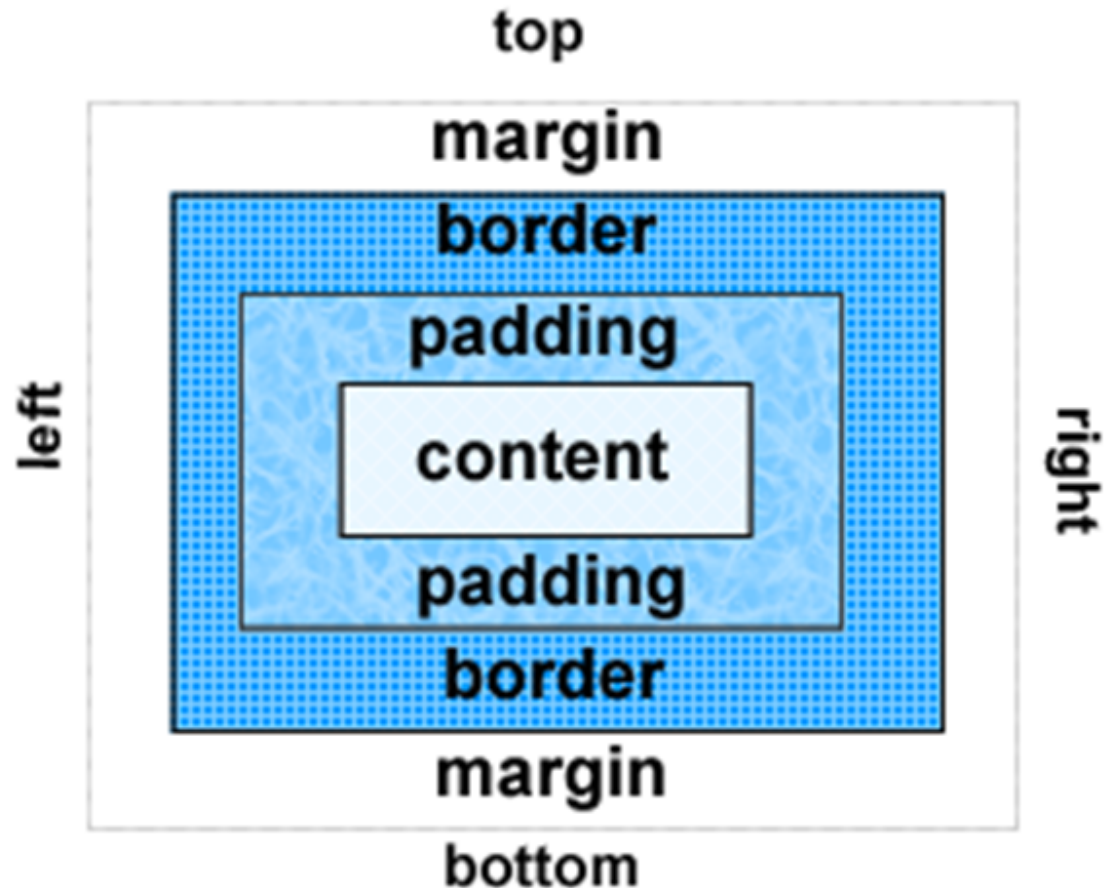 top
margin
border
padding
left
content
right
padding
border
margin
bottom